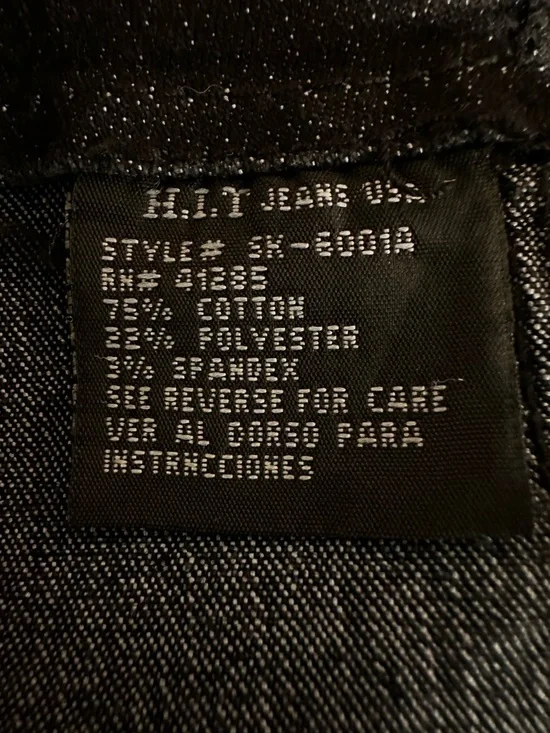 H.I.T JEANS USA
STYLE# SK-6001A
RN# 41285
75% COTTON
22% POLYESTER
3% SPANDEX
SEE REVERSE FOR CARE
VER AL DORSO PARA
INSTRNCCIONES